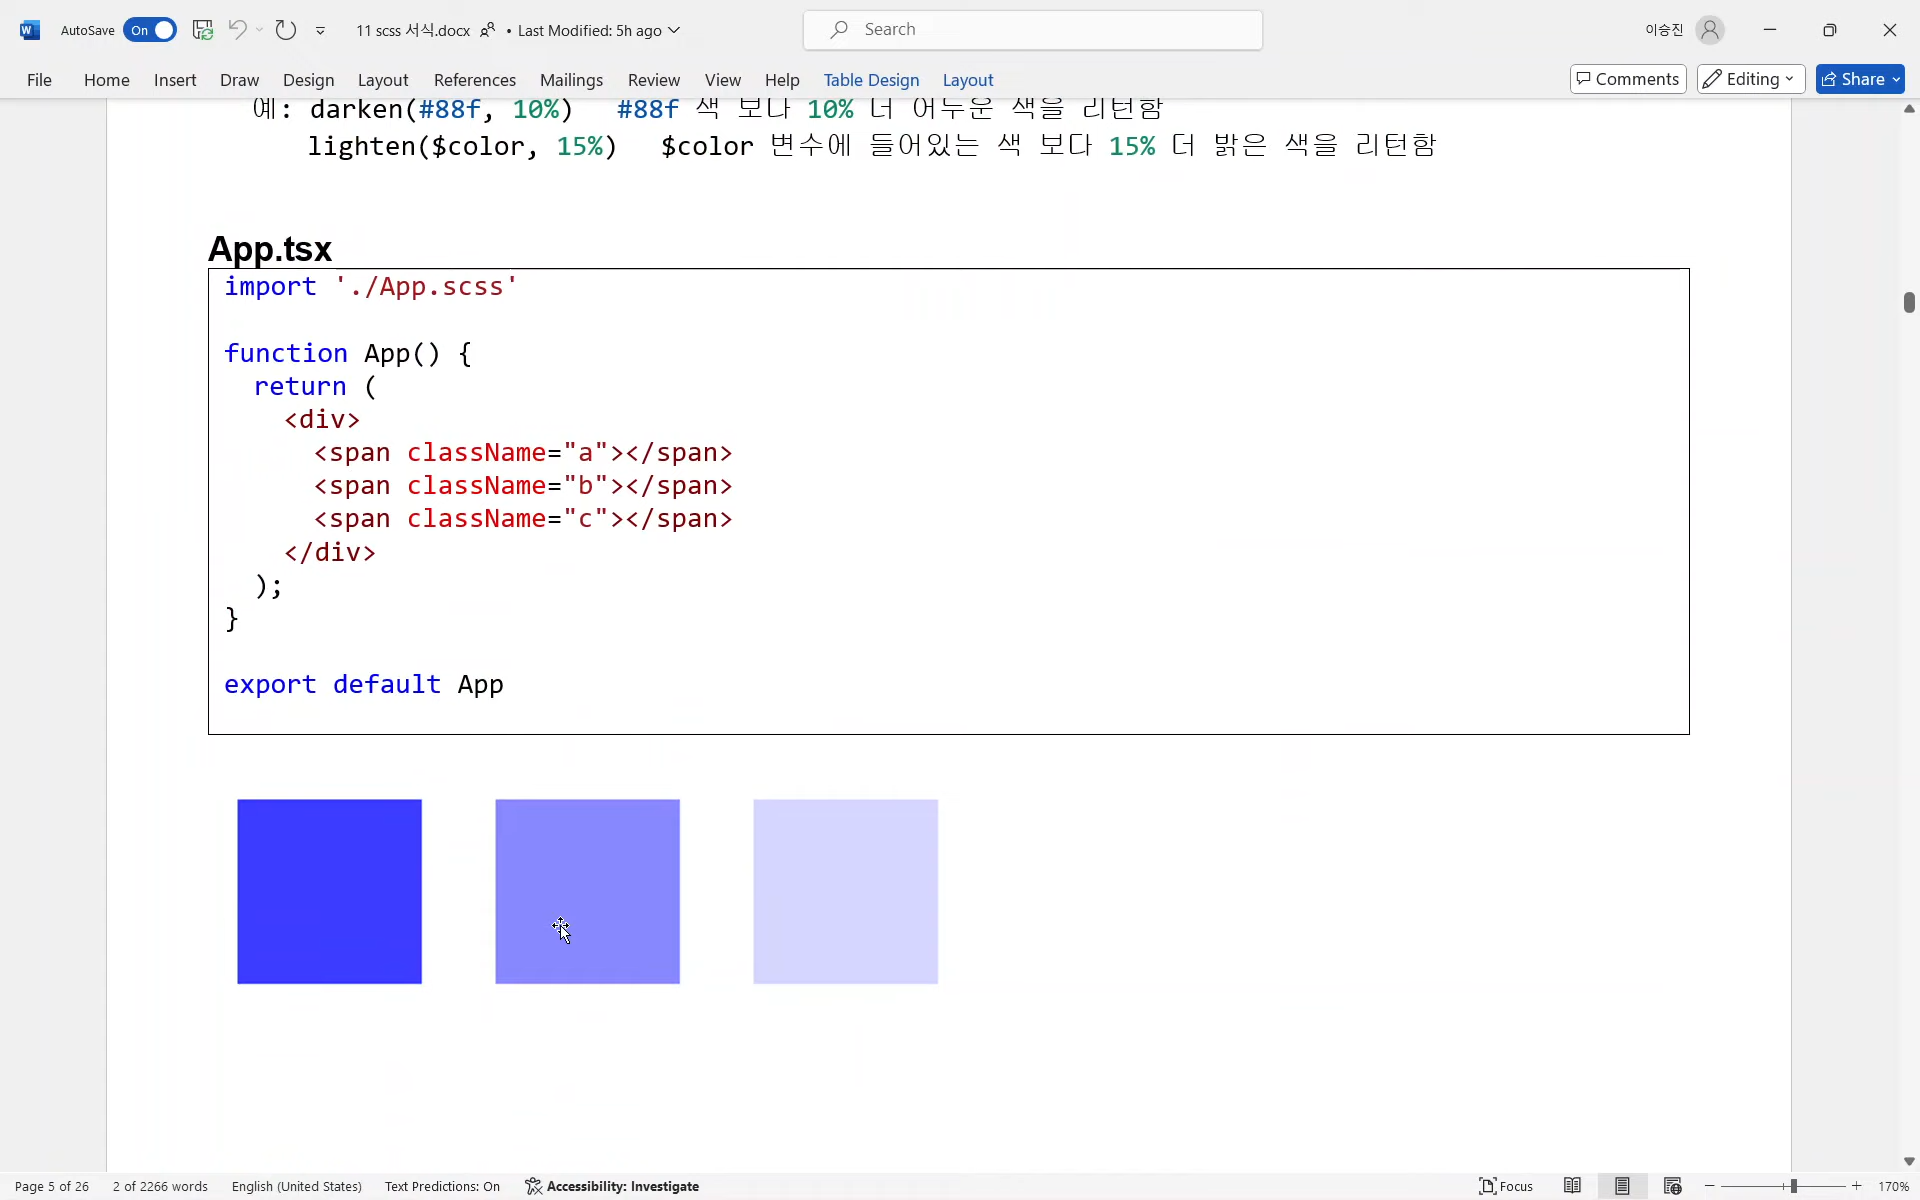 AutoSave On 11 scss 서식.docx • Last Modified: 5h ago Search 이승진
File Home Insert Draw Design Layout References Mailings Review View Help Table Design Layout Comments Editing Share
예: darken(#88f, 10%) #88f 색 보다 10% 더 어두운 색을 리턴함
lighten($color, 15%) $color 변수에 들어있는 색 보다 15% 더 밝은 색을 리턴함
App.tsx
import './App.scss'
function App() {
return (
<div>
<span className="a"></span>
<span className="b"></span>
<span className="c"></span>
</div>
);
}
export default App
Page 5 of 26 2 of 2266 words English (United States) Text Predictions: On Accessibility: Investigate Focus 170%